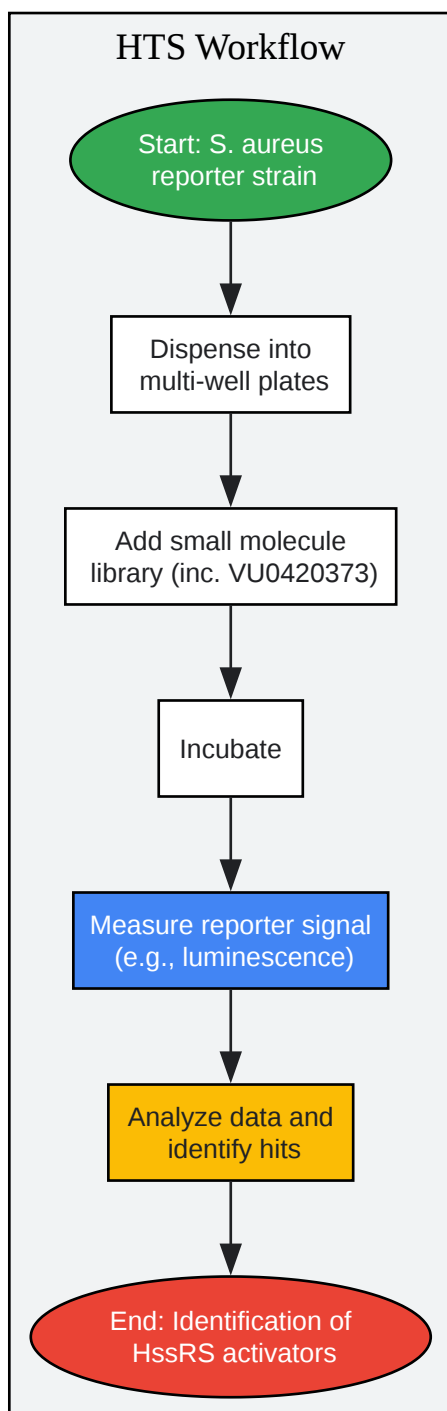 HTS Workflow
Start: S. aureus
reporter strain
Dispense into
multi-well plates
Add small molecule
library (inc. VU0420373)
Incubate
Measure reporter signal
(e.g., luminescence)
Analyze data and
identify hits
End: Identification of
HssRS activators